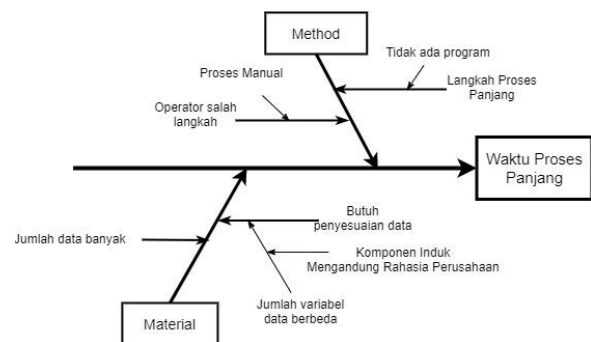 Method
Tidak ada program
Proses Manual
Langkah Proses
Panjang
Operator salah
langkah
Waktu Proses
Panjang
Butuh
penyesuaian data
Jumlah data banyak
Komponen Induk
Mengandung Rahasia Perusahaan
Jumlah variabel
data berbeda
Material